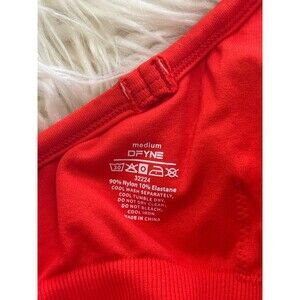 medium
DFYNE
32224
90% Nylon 10% Elastane
COOL WASH SEPARATELY.
COOL TUMBLE DRY.
DO NOT DRY CLEAN.
DO NOT BLEACH.
COOL IRON.
MADE IN CHINA